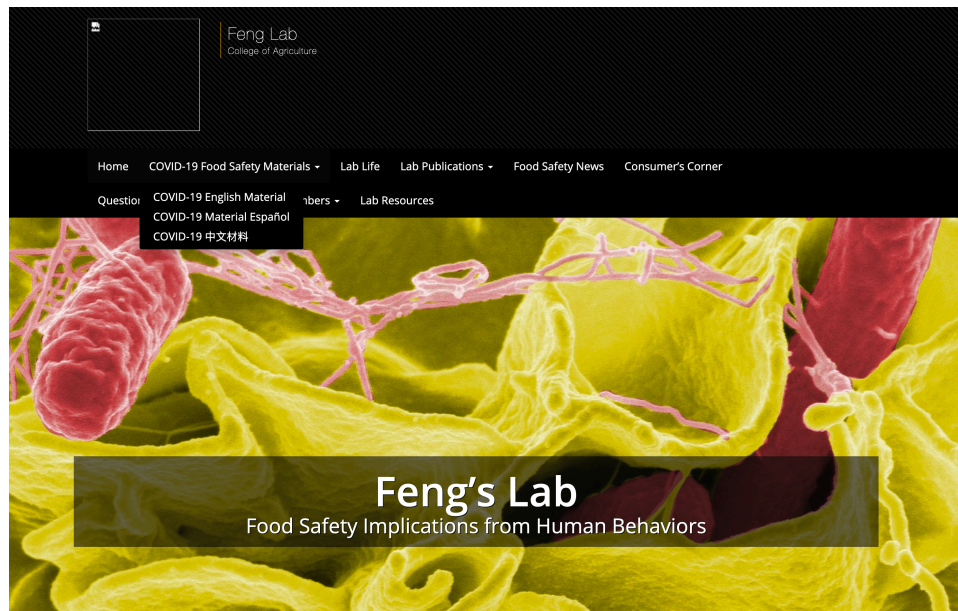 Feng Lab
College of Agriculture
Home COVID-19 Food Safety Materials Lab Life Lab Publications Food Safety News Consumer's Corner
COVID-19 English Material
COVID-19 Material Español
COVID-19 中文材料
Lab Resources
Feng's Lab
Food Safety Implications from Human Behaviors